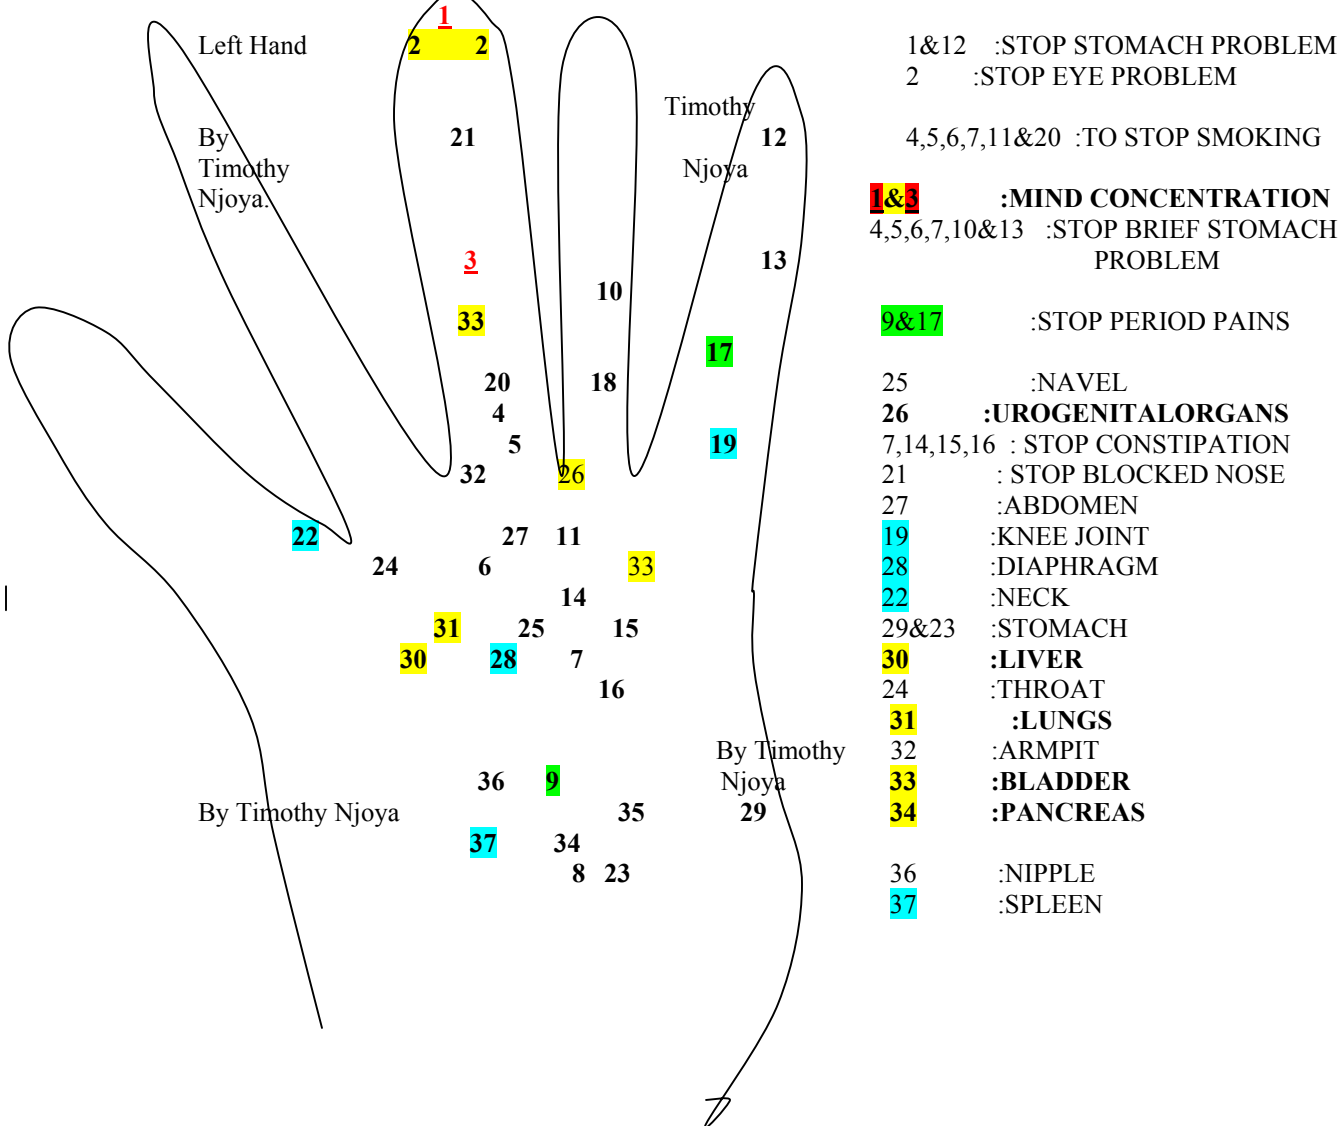 1
Left Hand 2 2 1&12 :STOP STOMACH PROBLEM
2 :STOP EYE PROBLEM
Timothy
By 21 12 4,5,6,7,11&20 :TO STOP SMOKING
Timothy Njoya
Njoya. 1&3 :MIND CONCENTRATION
4,5,6,7,10&13 :STOP BRIEF STOMACH
3 13 PROBLEM
10
33 9&17 :STOP PERIOD PAINS
17
20 18 25 :NAVEL
4 26 :UROGENITALORGANS
5 19 7,14,15,16 : STOP CONSTIPATION
32 26 21 : STOP BLOCKED NOSE
27 :ABDOMEN
22 27 11 19 :KNEE JOINT
24 6 33 28 :DIAPHRAGM
14 22 :NECK
31 25 15 29&23 :STOMACH
30 28 7 30 :LIVER
16 24 :THROAT
31 :LUNGS
By Timothy 32 :ARMPIT
36 9 Njoya 33 :BLADDER
By Timothy Njoya 35 29 34 :PANCREAS
37 34
8 23 36 :NIPPLE
37 :SPLEEN